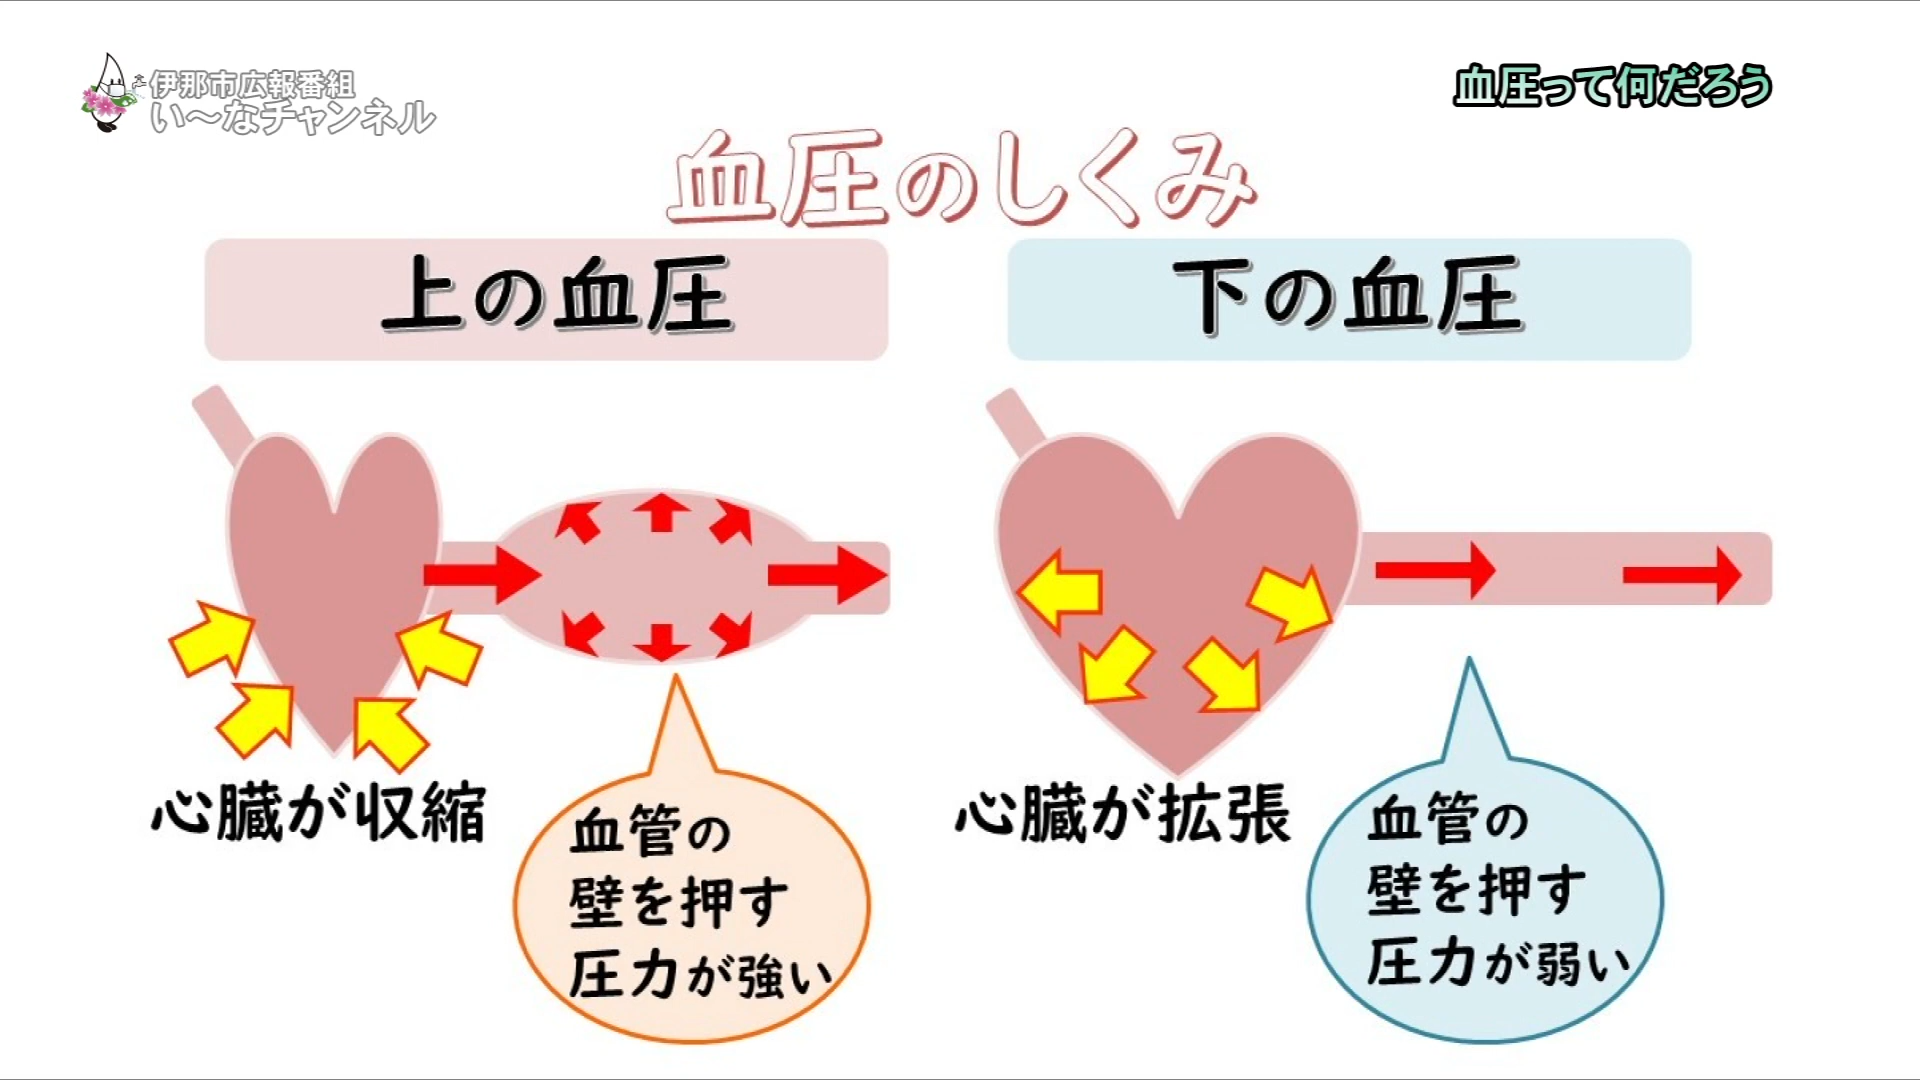 伊那市広報番組
い～なチャンネル
血圧って何だろう
血圧のしくみ
上の血圧
下の血圧
心臓が収縮
血管の
壁を押す
圧力が強い
心臓が拡張
血管の
壁を押す
圧力が弱い